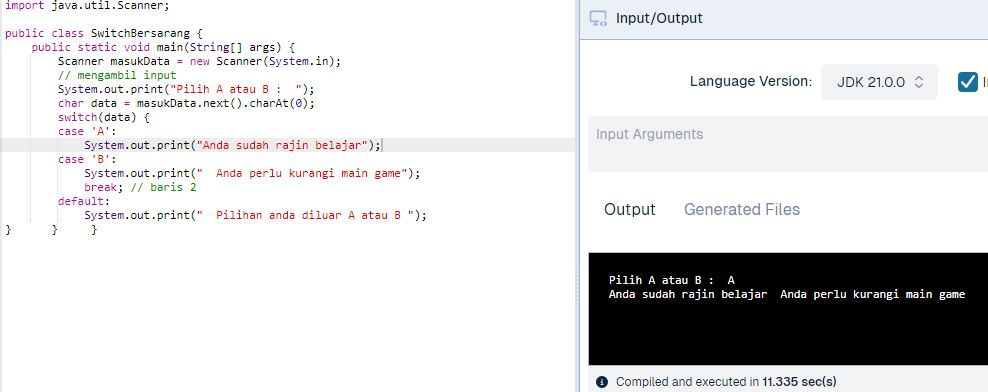 import java.util.Scanner;
public class SwitchBersarang {
public static void main(String[] args) {
Scanner masukData = new Scanner(System.in);
// mengambil input
System.out.print("Pilih A atau B :  ");
char data = masukData.next().charAt(0);
switch(data) {
case 'A':
System.out.print("Anda sudah rajin belajar");
case 'B':
System.out.print("  Anda perlu kurangi main game");
break; // baris 2
default:
System.out.print("  Pilihan anda diluar A atau B ");
}      }     }
Input/Output
Language Version: JDK 21.0.0
Input Arguments
Output Generated Files
Pilih A atau B :  A
Anda sudah rajin belajar  Anda perlu kurangi main game
Compiled and executed in 11.335 sec(s)